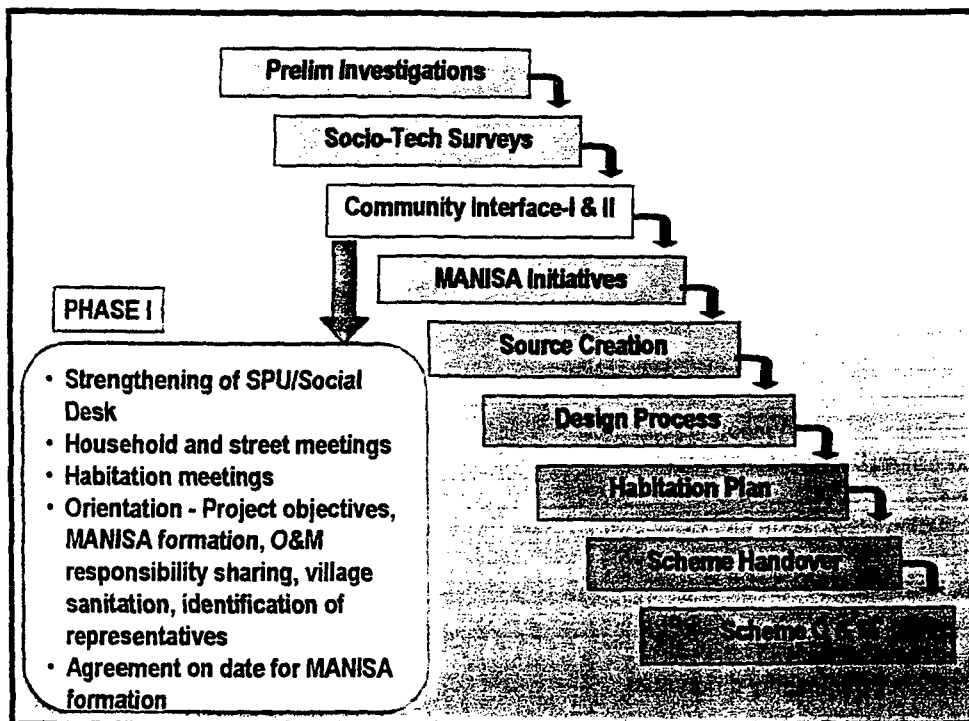 Prelim Investigations
Socio-Tech Surveys
Community Interface-I & II
MANISA Initiatives
Source Creation
Design Process
Habitation Plan
Scheme Handover
Scheme O & M
PHASE I
• Strengthening of SPU/Social
Desk
• Household and street meetings
• Habitation meetings
• Orientation - Project objectives,
MANISA formation, O&M
responsibility sharing, village
sanitation, identification of
representatives
• Agreement on date for MANISA
formation